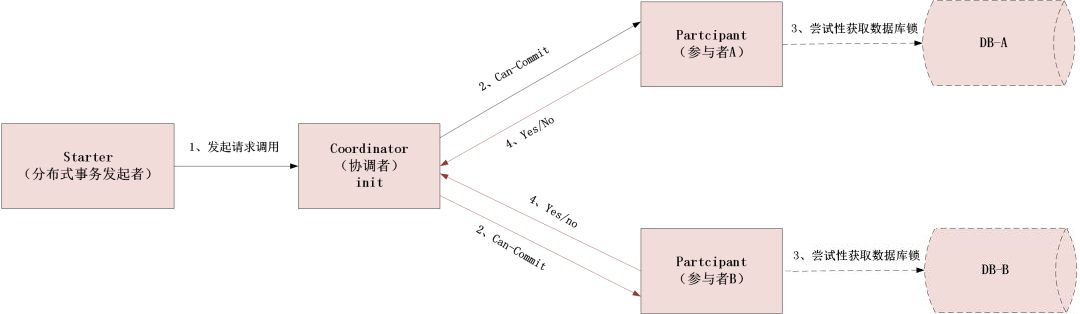 Starter
(分布式事务发起者)
1、发起请求调用
Coordinator
(协调者)
init
2、Can-Commit
4、Yes/No
4、Yes/no
2、Can-Commit
Partcipant
(参与者A)
3、尝试性获取数据库锁
DB-A
Partcipant
(参与者B)
3、尝试性获取数据库锁
DB-B